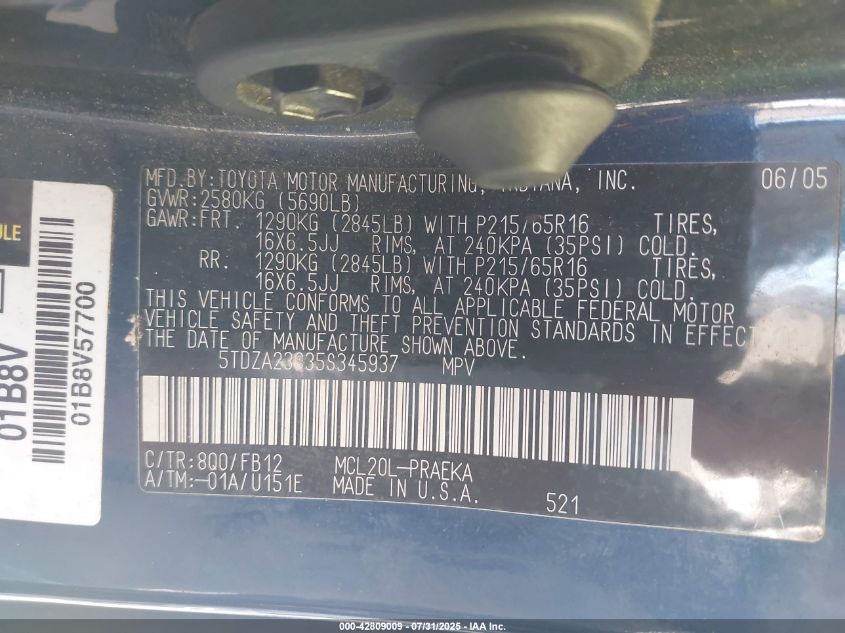 MFD.BY:TOYOTA MOTOR MANUFACTURING, INDIANA, INC. 06/05
GVWR:2580KG (5690LB)
GAWR:FRT. 1290KG (2845LB) WITH P215/65R16 TIRES,
16X6.5JJ RIMS, AT 240KPA (35PSI) COLD.
RR. 1290KG (2845LB) WITH P215/65R16 TIRES,
16X6.5JJ RIMS, AT 240KPA (35PSI) COLD.
THIS VEHICLE CONFORMS TO ALL APPLICABLE FEDERAL MOTOR
VEHICLE SAFETY AND THEFT PREVENTION STANDARDS IN EFFECT
THE DATE OF MANUFACTURE SHOWN ABOVE.
5TDZA23C35S345937 MPV
C/TR:8Q0/FB12 MCL20L-PRAEKA
A/TM:-01A/U151E MADE IN U.S.A. 521
ULE
01B8V
01B8V57700
000-42809009 - 07/31/2025 - IAA Inc.